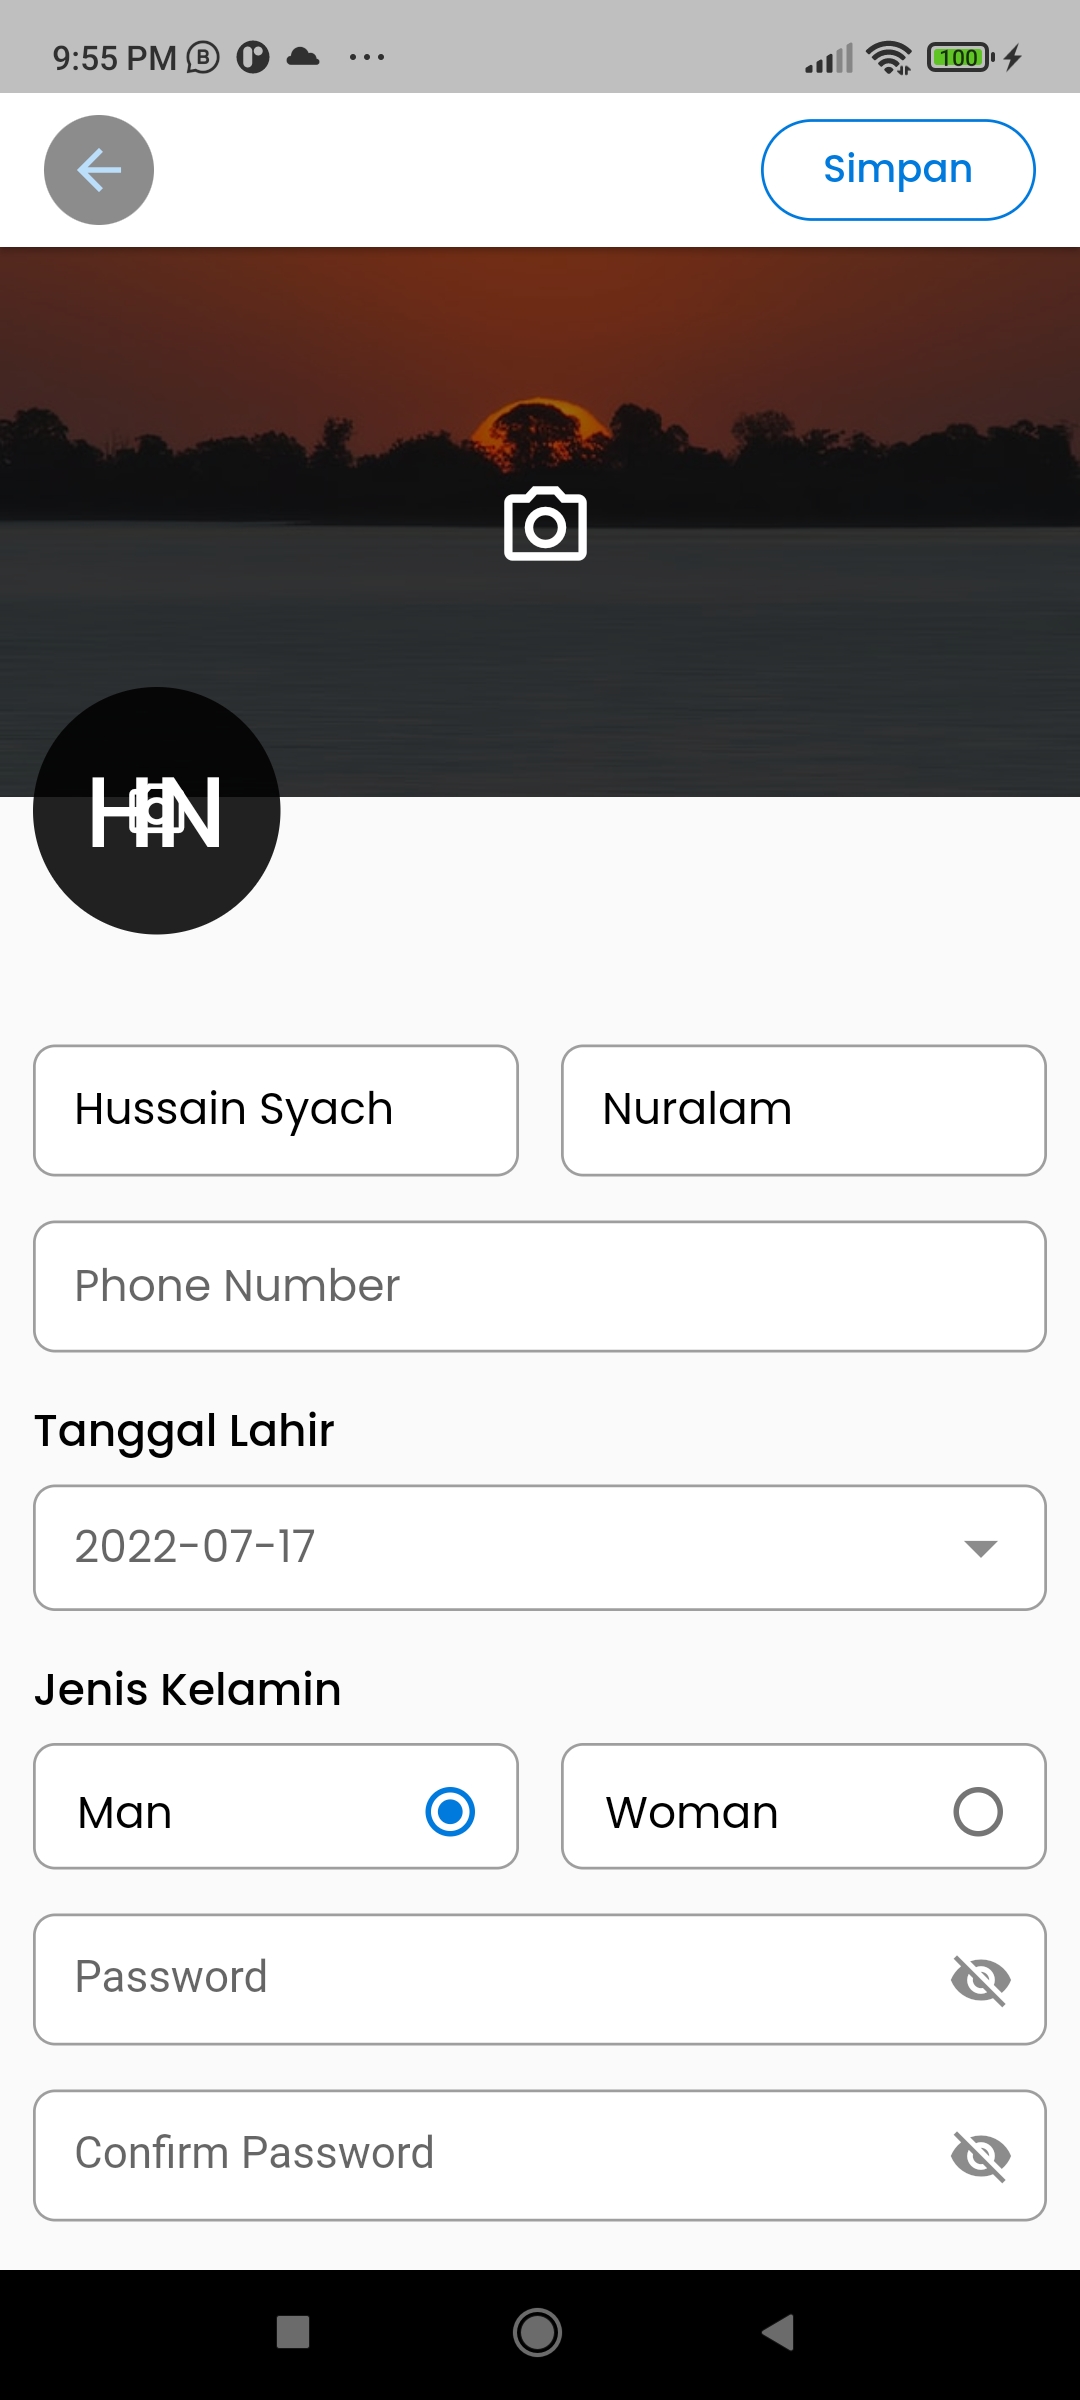 9:55 PM
100
Simpan
HN
Hussain Syach
Nuralam
Phone Number
Tanggal Lahir
2022-07-17
Jenis Kelamin
Man
Woman
Password
Confirm Password